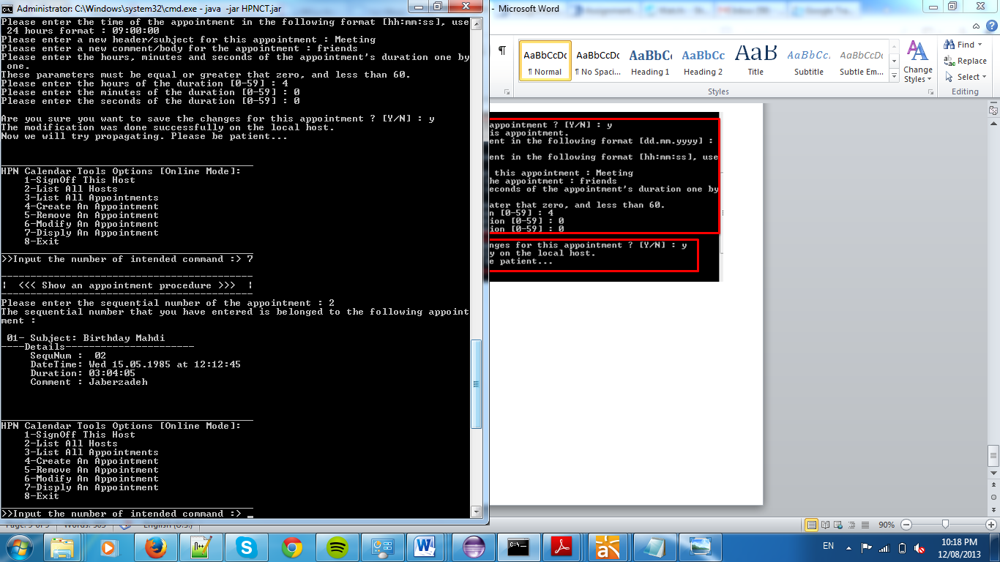 Administrator: C:\Windows\system32\cmd.exe - java -jar HPNCT.jar
Please enter the time of the appointment in the following format [hh:mm:ss], use
24 hours format : 09:00:00
Please enter a new header/subject for this appointment : Meeting
Please enter a new comment/body for the appointment : friends
Please enter the hours, minutes and seconds of the appointment's duration one by
one.
These parameters must be equal or greater that zero, and less than 60.
Please enter the hours of the duration [0-59] : 4
Please enter the minutes of the duration [0-59] : 0
Please enter the seconds of the duration [0-59] : 0
Are you sure you want to save the changes for this appointment ? [Y/N] : y
The modification was done successfully on the local host.
Now we will try propagating. Please be patient...
HPN Calendar Tools Options [Online Mode]:
1-SignOff This Host
2-List All Hosts
3-List All Appointments
4-Create An Appointment
5-Remove An Appointment
6-Modify An Appointment
7-Disply An Appointment
8-Exit
>>Input the number of intended command :> 7
-------------------------------------------
¦ <<< Show an appointment procedure >>> ¦
-------------------------------------------
Please enter the sequential number of the appointment : 2
The sequential number that you have entered is belonged to the following appoint
ment :
01- Subject: Birthday Mahdi
----Details----------------------
SequNum : 02
DateTime: Wed 15.05.1985 at 12:12:45
Duration: 03:04:05
Comment : Jaberzadeh
HPN Calendar Tools Options [Online Mode]:
1-SignOff This Host
2-List All Hosts
3-List All Appointments
4-Create An Appointment
5-Remove An Appointment
6-Modify An Appointment
7-Disply An Appointment
8-Exit
>>Input the number of intended command :> _
- Microsoft Word
AaBbCcDc AaBbCcDc AaBbCc AaBbCc AaB AaBbCc. AaBbCcDc
¶ Normal ¶ No Spaci... Heading 1 Heading 2 Title Subtitle Subtle Em...
Change
Styles
Styles
Find
Replace
Select
Editing
appointment ? [Y/N] : y
is appointment.
ent in the following format [dd.mm.yyyy] :
ent in the following format [hh:mm:ss], use
this appointment : Meeting
he appointment : friends
econds of the appointment's duration one by
ater that zero, and less than 60.
n [0-59] : 4
ion [0-59] : 0
ion [0-59] : 0
nges for this appointment ? [Y/N] : y
y on the local host.
e patient...
90%
EN
10:18 PM
12/08/2013